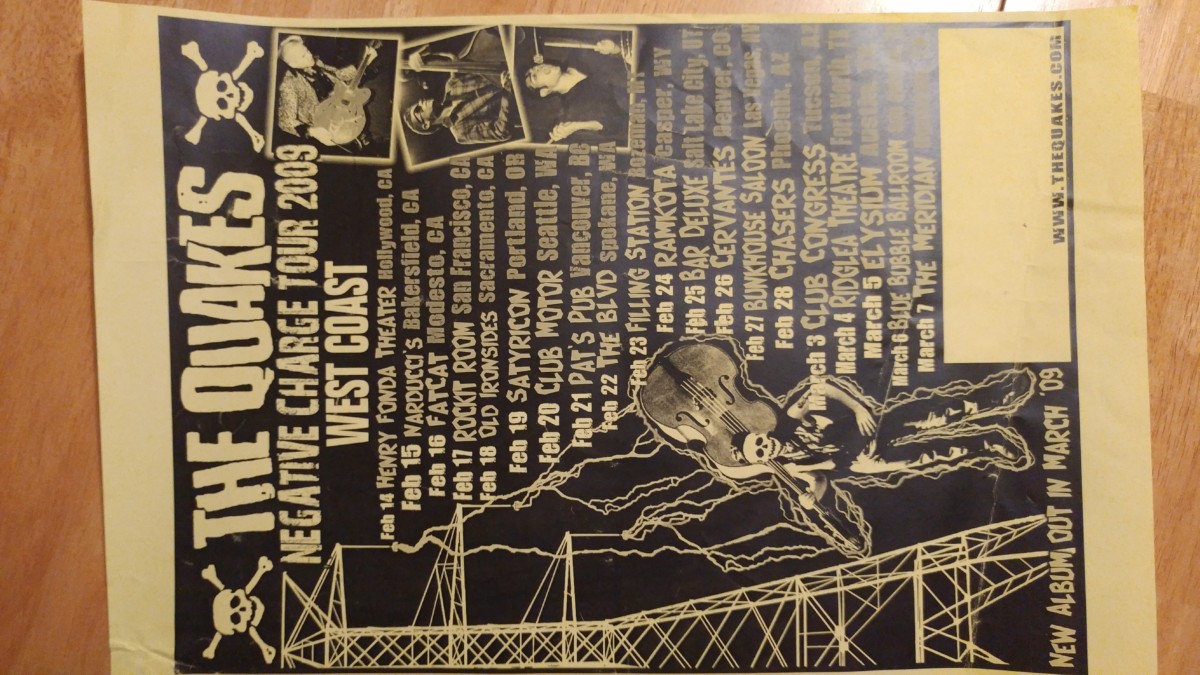 THE QUAKES
NEGATIVE CHARGE TOUR 2009
WEST COAST
Feb 14 HENRY FONDA THEATER Hollywood, CA
Feb 15 NARDUCCI'S Bakersfield, CA
Feb 16 FATCAT Modesto, CA
Feb 17 ROCKIT ROOM San Francisco, CA
Feb 18 OLD IRONSIDES Sacramento, CA
Feb 19 SATYRICON Portland, OR
Feb 20 CLUB MOTOR Seattle, WA
Feb 21 PAT'S PUB Vancouver, BC
Feb 22 THE BLVD Spokane, WA
Feb 23 FILLING STATION Bozeman, MT
Feb 24 RAMKOTA Casper, WY
Feb 25 BAR DELUXE Salt Lake City, UT
Feb 26 CERVANTES Denver, CO
Feb 27 BUNKHOUSE SALOON Las Vegas, NV
Feb 28 CHASERS Phoenix, AZ
March 3 CLUB CONGRESS Tucson, AZ
March 4 RIDGLEA THEATRE Fort Worth, TX
March 5 ELYSIUM Austin,
March 6 BLUE BUBBLE BALROOM
March 7 THE MERIDIAN
WWW.THEQUAKES.COM
NEW ALBUM OUT IN MARCH '09